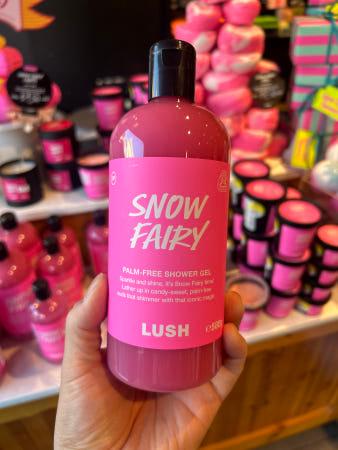 SNOW
FAIRY
PALM-FREE SHOWER GEL
Sparkle and shine, it's Snow Fairy time!
Lather up in candy-sweet, palm-free
suds that shimmer with that iconic magic
LUSH